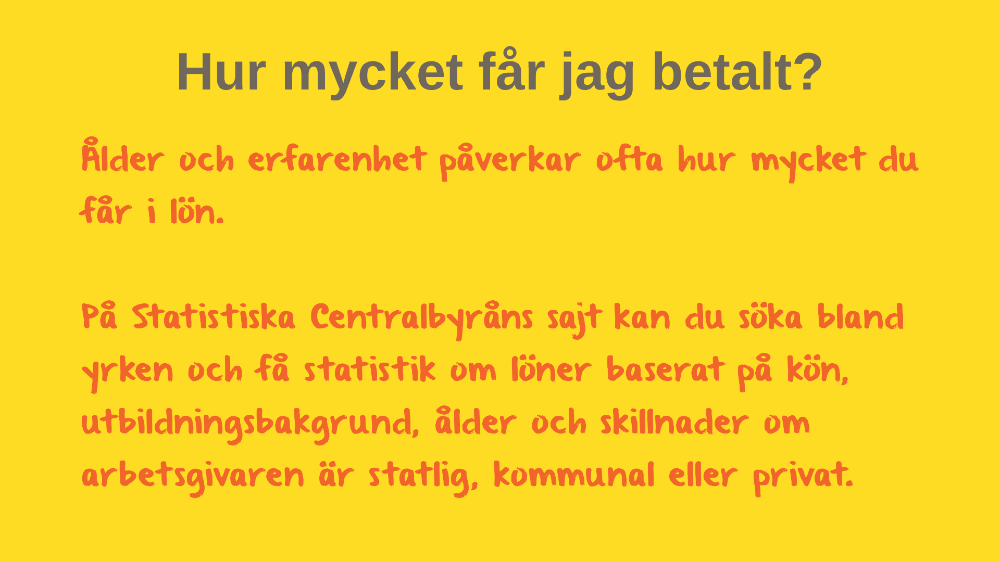 Hur mycket får jag betalt?
Ålder och erfarenhet påverkar ofta hur mycket du
får i lön.
På Statistiska Centralbyråns sajt kan du söka bland
yrken och få statistik om löner baserat på kön,
utbildningsbakgrund, ålder och skillnader om
arbetsgivaren är statlig, kommunal eller privat.